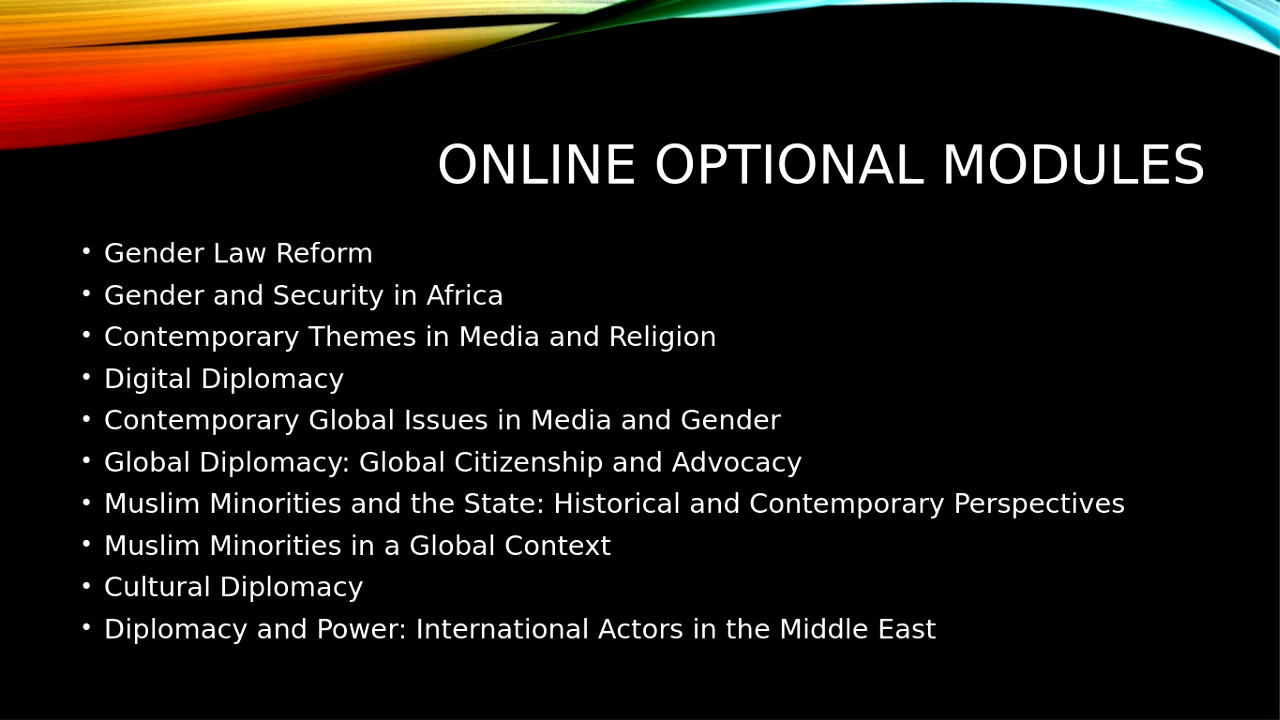 ONLINE OPTIONAL MODULES
• Gender Law Reform
• Gender and Security in Africa
• Contemporary Themes in Media and Religion
• Digital Diplomacy
• Contemporary Global Issues in Media and Gender
• Global Diplomacy: Global Citizenship and Advocacy
• Muslim Minorities and the State: Historical and Contemporary Perspectives
• Muslim Minorities in a Global Context
• Cultural Diplomacy
• Diplomacy and Power: International Actors in the Middle East